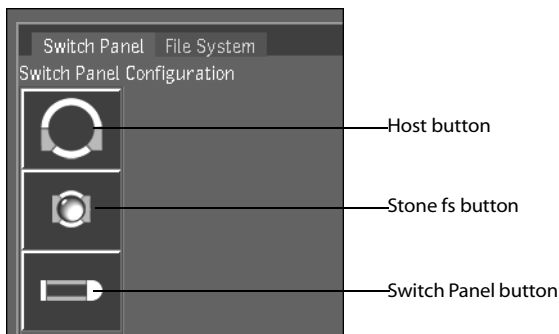 Switch Panel File System
Switch Panel Configuration
Host button
Stone fs button
Switch Panel button